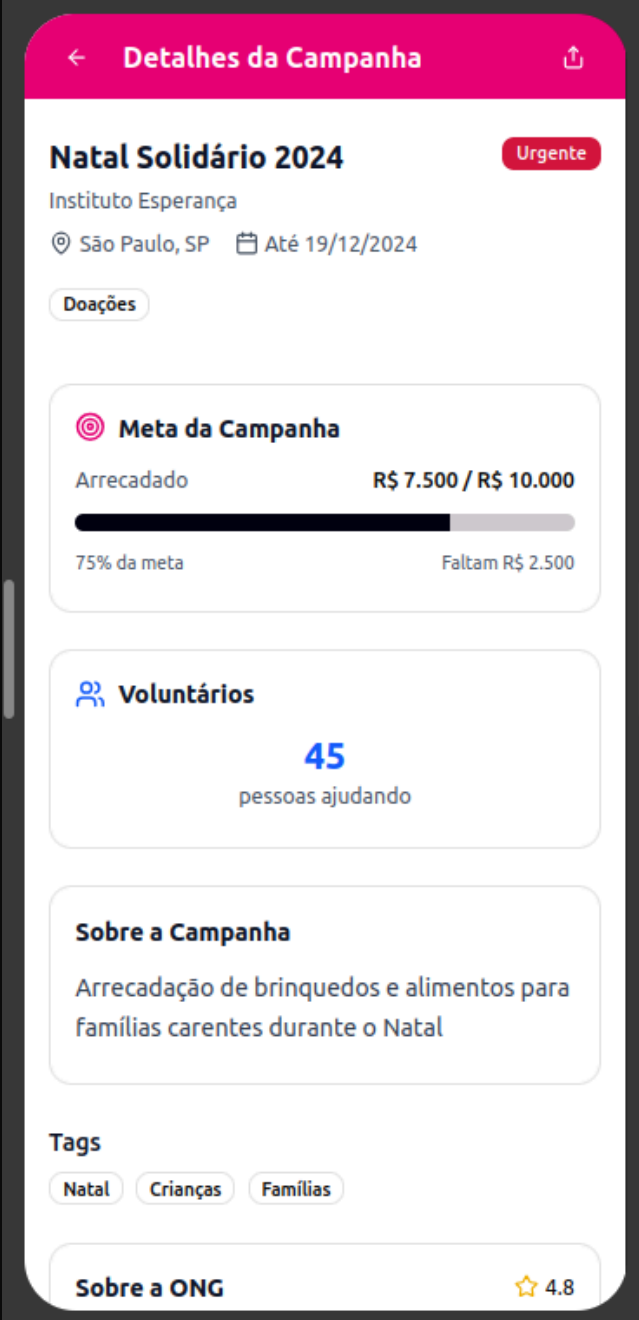 Detalhes da Campanha
Natal Solidário 2024
Urgente
Instituto Esperança
São Paulo, SP Até 19/12/2024
Doações
Meta da Campanha
Arrecadado R$ 7.500 / R$ 10.000
75% da meta Faltam R$ 2.500
Voluntários
45
pessoas ajudando
Sobre a Campanha
Arrecadação de brinquedos e alimentos para
famílias carentes durante o Natal
Tags
Natal Crianças Famílias
Sobre a ONG 4.8